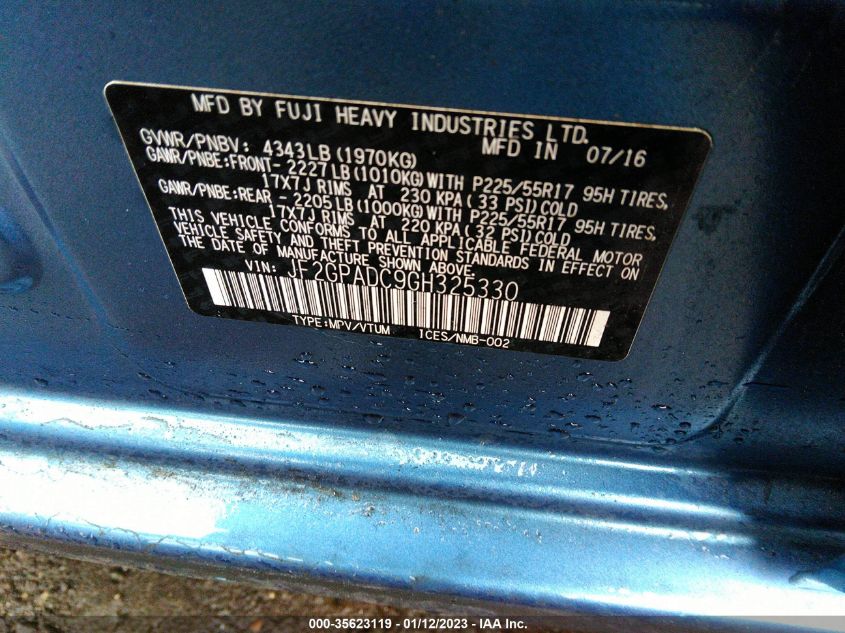 MFD BY FUJI HEAVY INDUSTRIES LTD.
GVWR/PNBV: 4343LB (1970KG) MFD IN 07/16
GAWR/PNBE:FRONT- 2227LB(1010KG)WITH P225/55R17 95H TIRES,
17X7J RIMS AT 230 KPA( 33 PSI)COLD
GAWR/PNBE:REAR - 2205LB(1000KG)WITH P225/55R17 95H TIRES,
17X7J RIMS AT 220 KPA( 32 PSI)COLD
THIS VEHICLE CONFORMS TO ALL APPLICABLE FEDERAL MOTOR
VEHICLE SAFETY AND THEFT PREVENTION STANDARDS IN EFFECT ON
THE DATE OF MANUFACTURE SHOWN ABOVE.
VIN: JF2GPADC9GH325330
TYPE:MPV/VTUM ICES/NMB-002
000-35623119 - 01/12/2023 - IAA Inc.